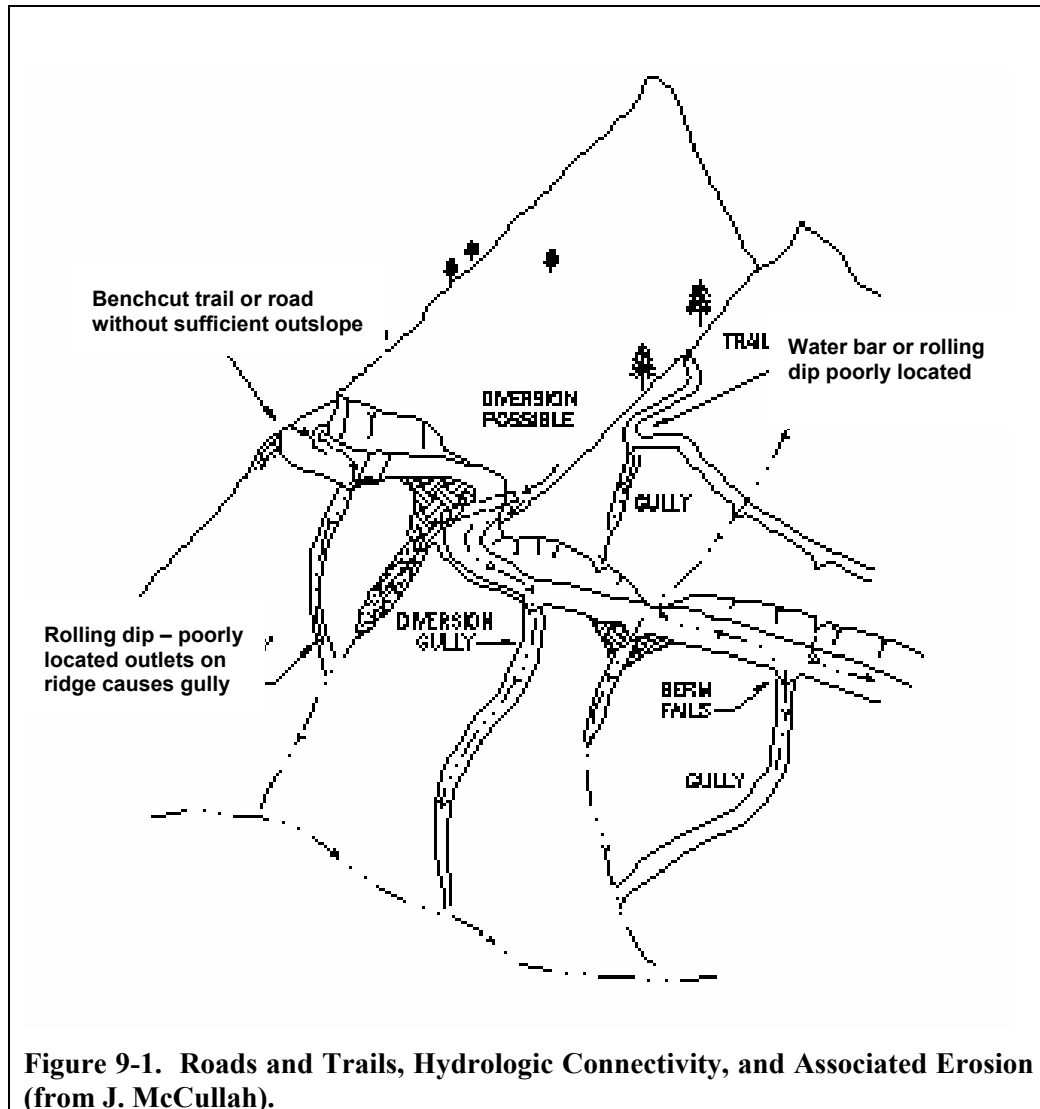 Benchcut trail or road
without sufficient outslope
TRAIL
Water bar or rolling
dip poorly located
DIVERSION
POSSIBLE
GULLY
Rolling dip – poorly
located outlets on
ridge causes gully
DIVERSION
GULLY
BERM
FAILS
GULLY
Figure 9-1. Roads and Trails, Hydrologic Connectivity, and Associated Erosion
(from J. McCullah).